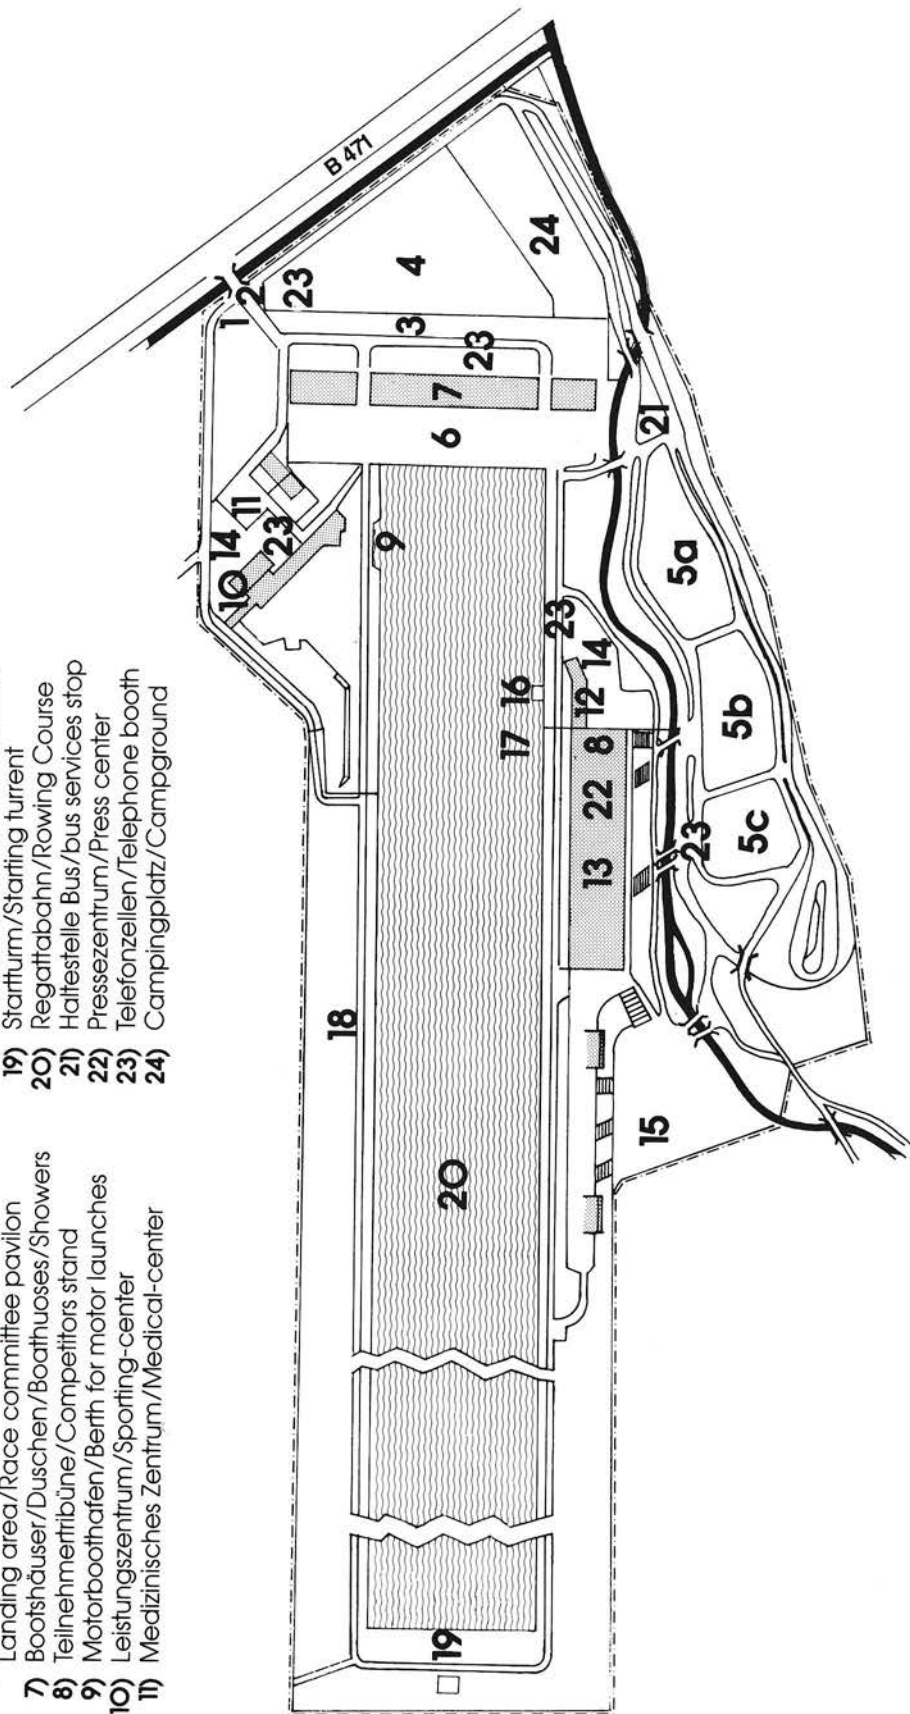 Landing area/Race committee pavilon
7) Bootshäuser/Duschen/Boathuoses/Showers
8) Teilnehmertribüne/Competitors stand
9) Motorboothafen/Berth for motor launches
10) Leistungszentrum/Sporting-center
11) Medizinisches Zentrum/Medical-center
19) Startturm/Starting turrent
20) Regattabahn/Rowing Course
21) Haltestelle Bus/bus services stop
22) Pressezentrum/Press center
23) Telefonzellen/Telephone booth
24) Campingplatz/Campground
B 471
1
2
23
4
24
3
23
7
6
21
11
14
23
10
9
5a
23
14
16
12
17
8
5b
22
13
23
5c
18
15
20
19